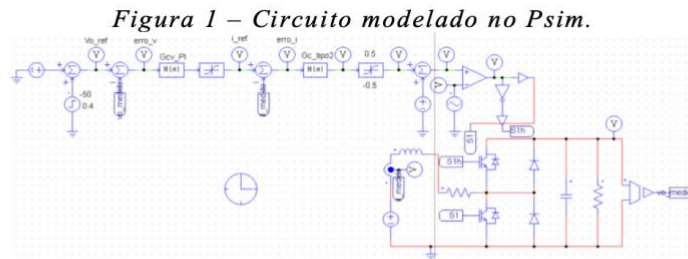 Figura 1 – Circuito modelado no Psim.
Vo_ref
erro_v
i_ref
erro_i
Gcv_PI
Gc_tipo2
0.5
H(s)
H(s)
-0.5
-50
0.4
V
V
V
V
V
V
V
V
V
S1
S1h
S1h
S1